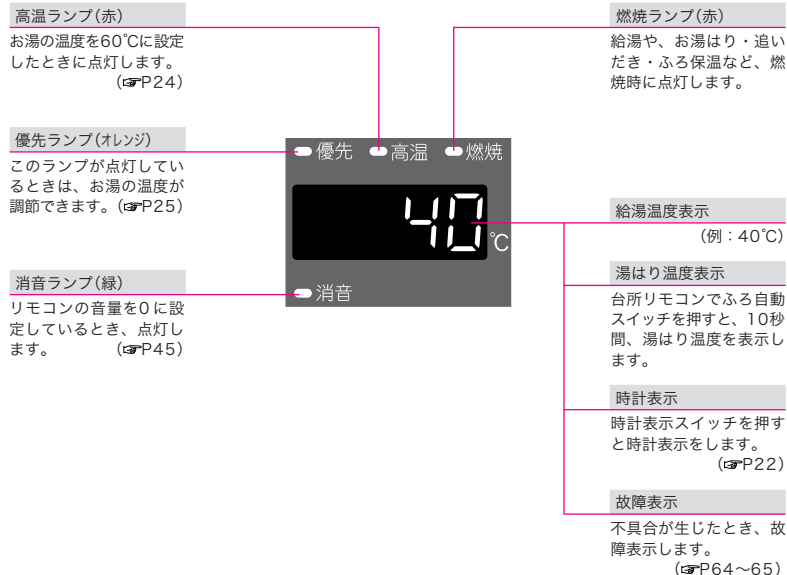 高温ランプ(赤)
お湯の温度を60℃に設定
したときに点灯します。
(☞P24)
優先ランプ(オレンジ)
このランプが点灯してい
るときは、お湯の温度が
調節できます。(☞P25)
消音ランプ(緑)
リモコンの音量を0に設
定しているとき、点灯し
ます。 (☞P45)
優先 高温 燃焼
40℃
消音
燃焼ランプ(赤)
給湯や、お湯はり・追い
だき・ふろ保温など、燃
焼時に点灯します。
給湯温度表示
(例：40℃)
湯はり温度表示
台所リモコンでふろ自動
スイッチを押すと、10秒
間、湯はり温度を表示し
ます。
時計表示
時計表示スイッチを押す
と時計表示をします。
(☞P22)
故障表示
不具合が生じたとき、故
障表示します。
(☞P64～65)